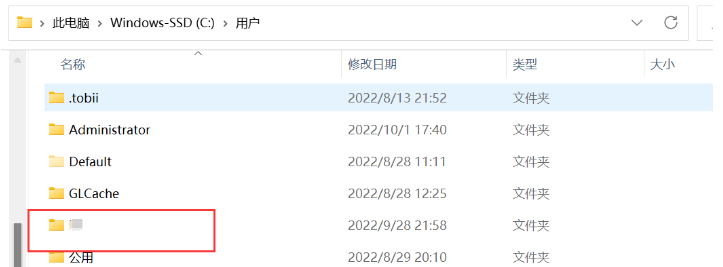 此电脑 > Windows-SSD (C:) > 用户
名称 修改日期 类型 大小
.tobii 2022/8/13 21:52 文件夹
Administrator 2022/10/1 17:40 文件夹
Default 2022/8/28 11:11 文件夹
GLCache 2022/8/28 12:25 文件夹
2022/9/28 21:58 文件夹
公用 2022/8/29 20:10 文件夹